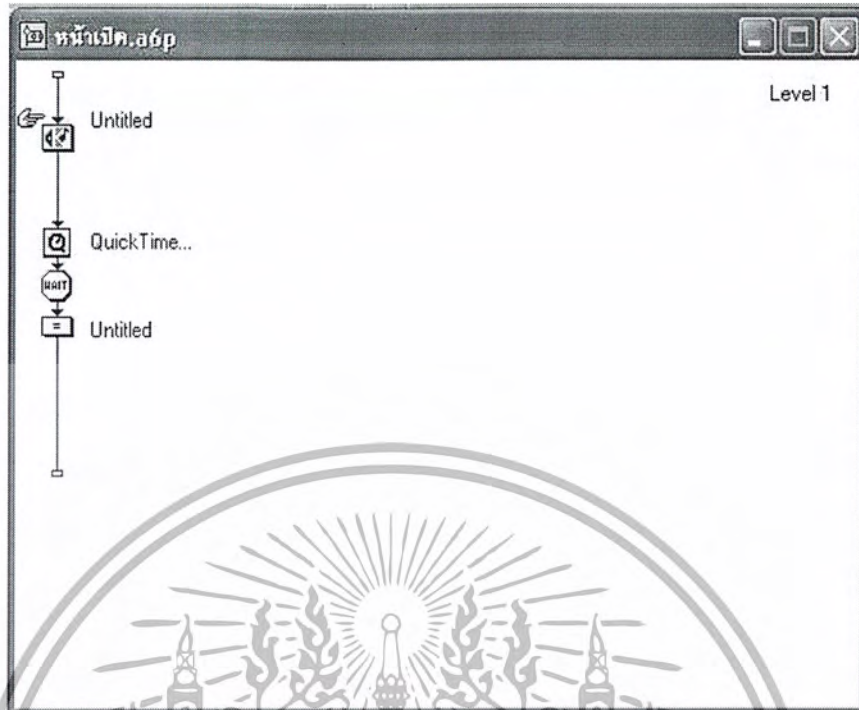 หน้าเปิด.a6p
Level 1
Untitled
QuickTime...
WAIT
=
Untitled